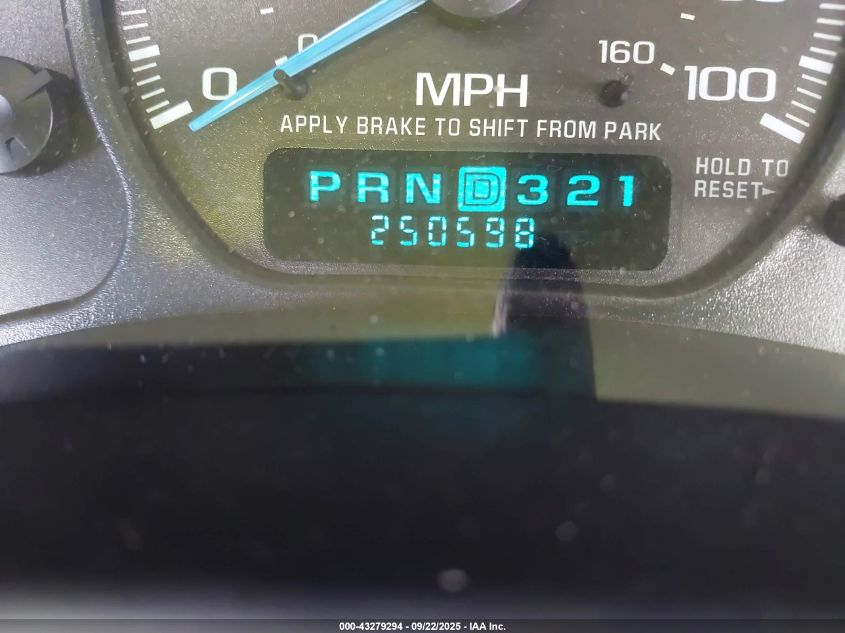 0
0
160
100
MPH
APPLY BRAKE TO SHIFT FROM PARK
HOLD TO
RESET
PRND321
250598
000-43279294 - 09/22/2025 - IAA Inc.